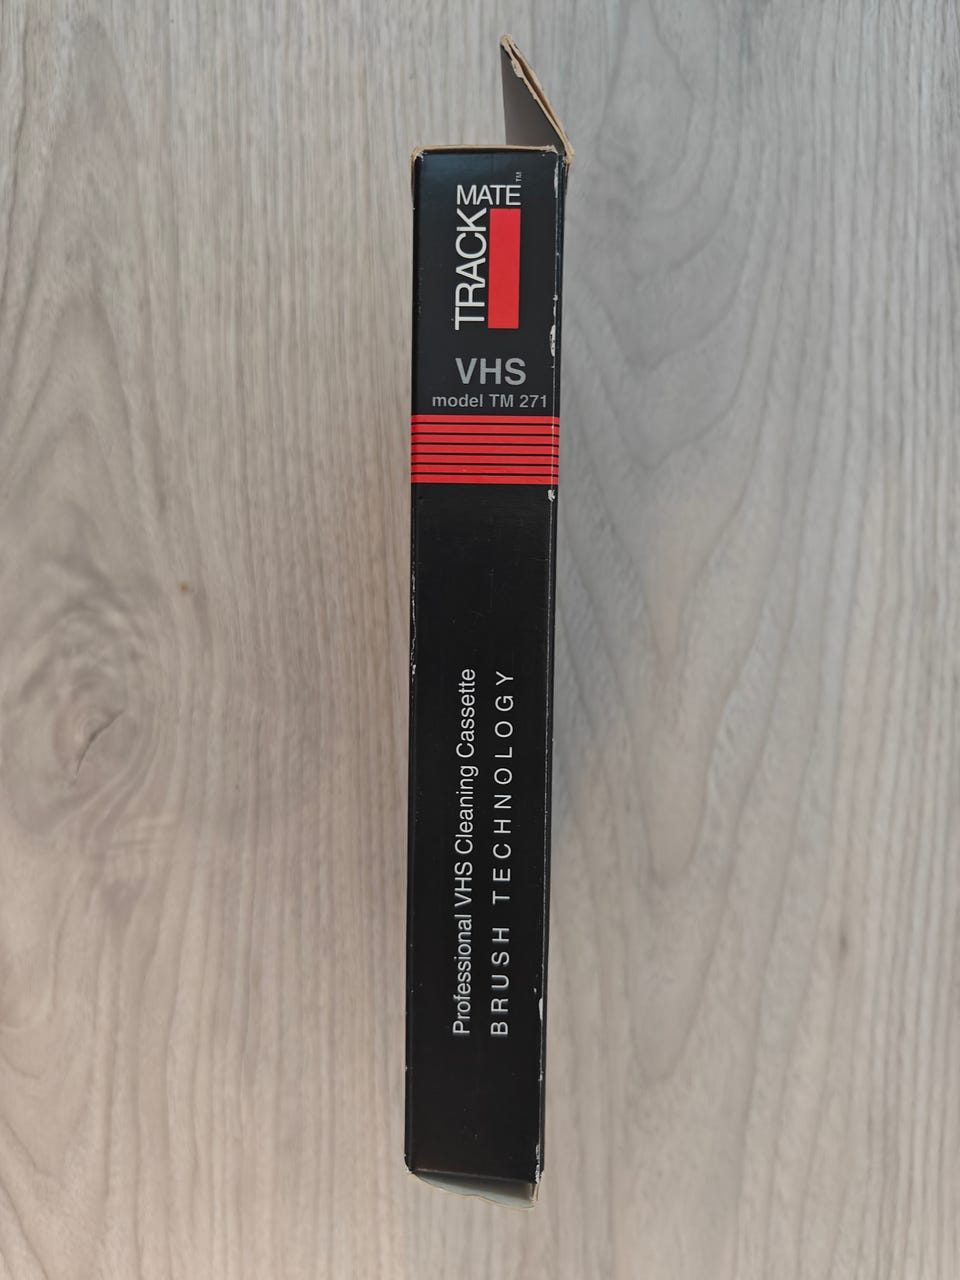 TRACK MATE™
VHS
model TM 271
Professional VHS Cleaning Cassette
BRUSH TECHNOLOGY